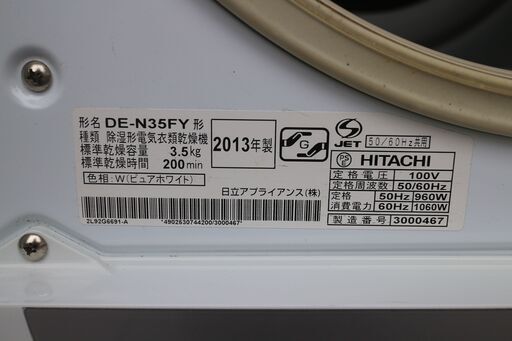 形名 DE-N35FY 形
種類 除湿形電気衣類乾燥機
標準乾燥容量 3.5kg
標準乾燥時間 200min
2013年製
色相:W(ピュアホワイト)
日立アプライアンス(株)
2L92G6691-A
*4902630744200/3000467*
G
S
JET
50/60Hz共用
PS
E
HITACHI
定格電圧 100V
定格周波数 50/60Hz
定格 50Hz 960W
消費電力 60Hz 1060W
製造番号 3000467